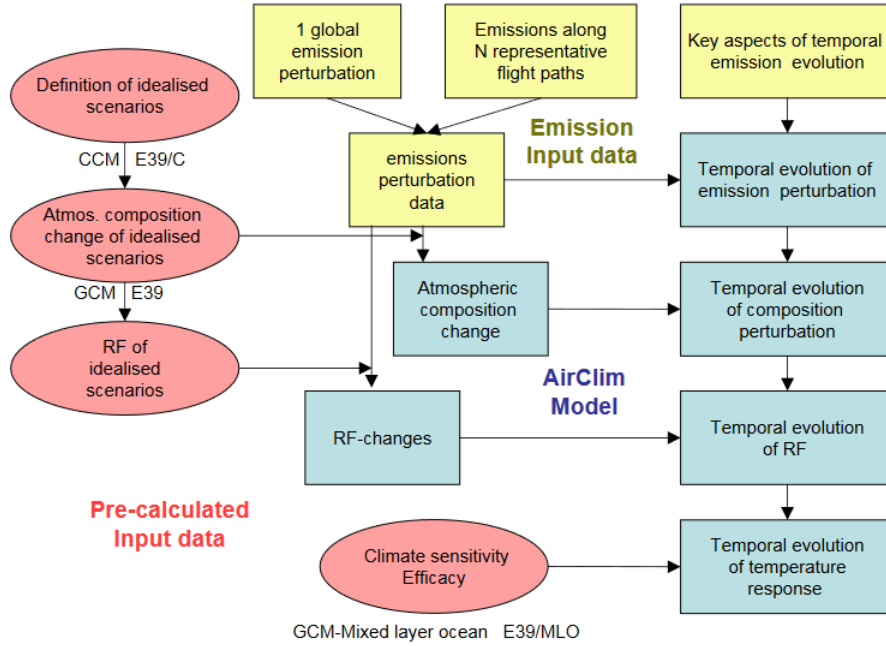 1 global
emission
perturbation
Emissions along
N representative
flight paths
Key aspects of temporal
emission evolution
Definition of idealised
scenarios
Emission
Input data
CCM E39/C
emissions
perturbation
data
Temporal evolution of
emission perturbation
Atmos. composition
change of idealised
scenarios
GCM E39
Atmospheric
composition
change
Temporal evolution
of composition
perturbation
RF of
idealised
scenarios
AirClim
Model
RF-changes
Temporal evolution
of RF
Pre-calculated
Input data
Climate sensitivity
Efficacy
Temporal evolution
of temperature
response
GCM-Mixed layer ocean E39/MLO